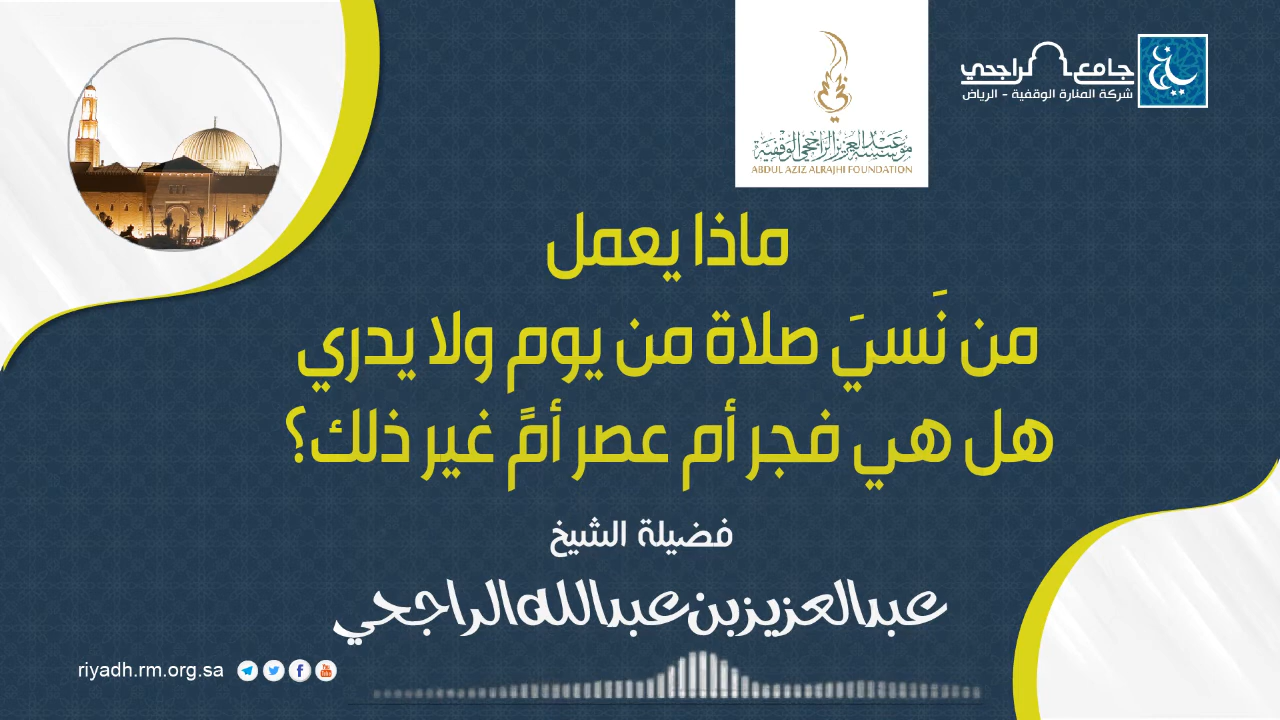 جامع الراجحي
شركة المنارة الوقفية - الرياض
مؤسسة عبدالعزيز الراجحي الوقفية
ABDUL AZIZ ALRAJHI FOUNDATION
ماذا يعمل
من نَسيَ صلاة من يوم ولا يدري
هل هي فجر أم عصر أمً غير ذلك؟
فضيلة الشيخ
عبدالعزيز بن عبدالله الراجحي
riyadh.rm.org.sa